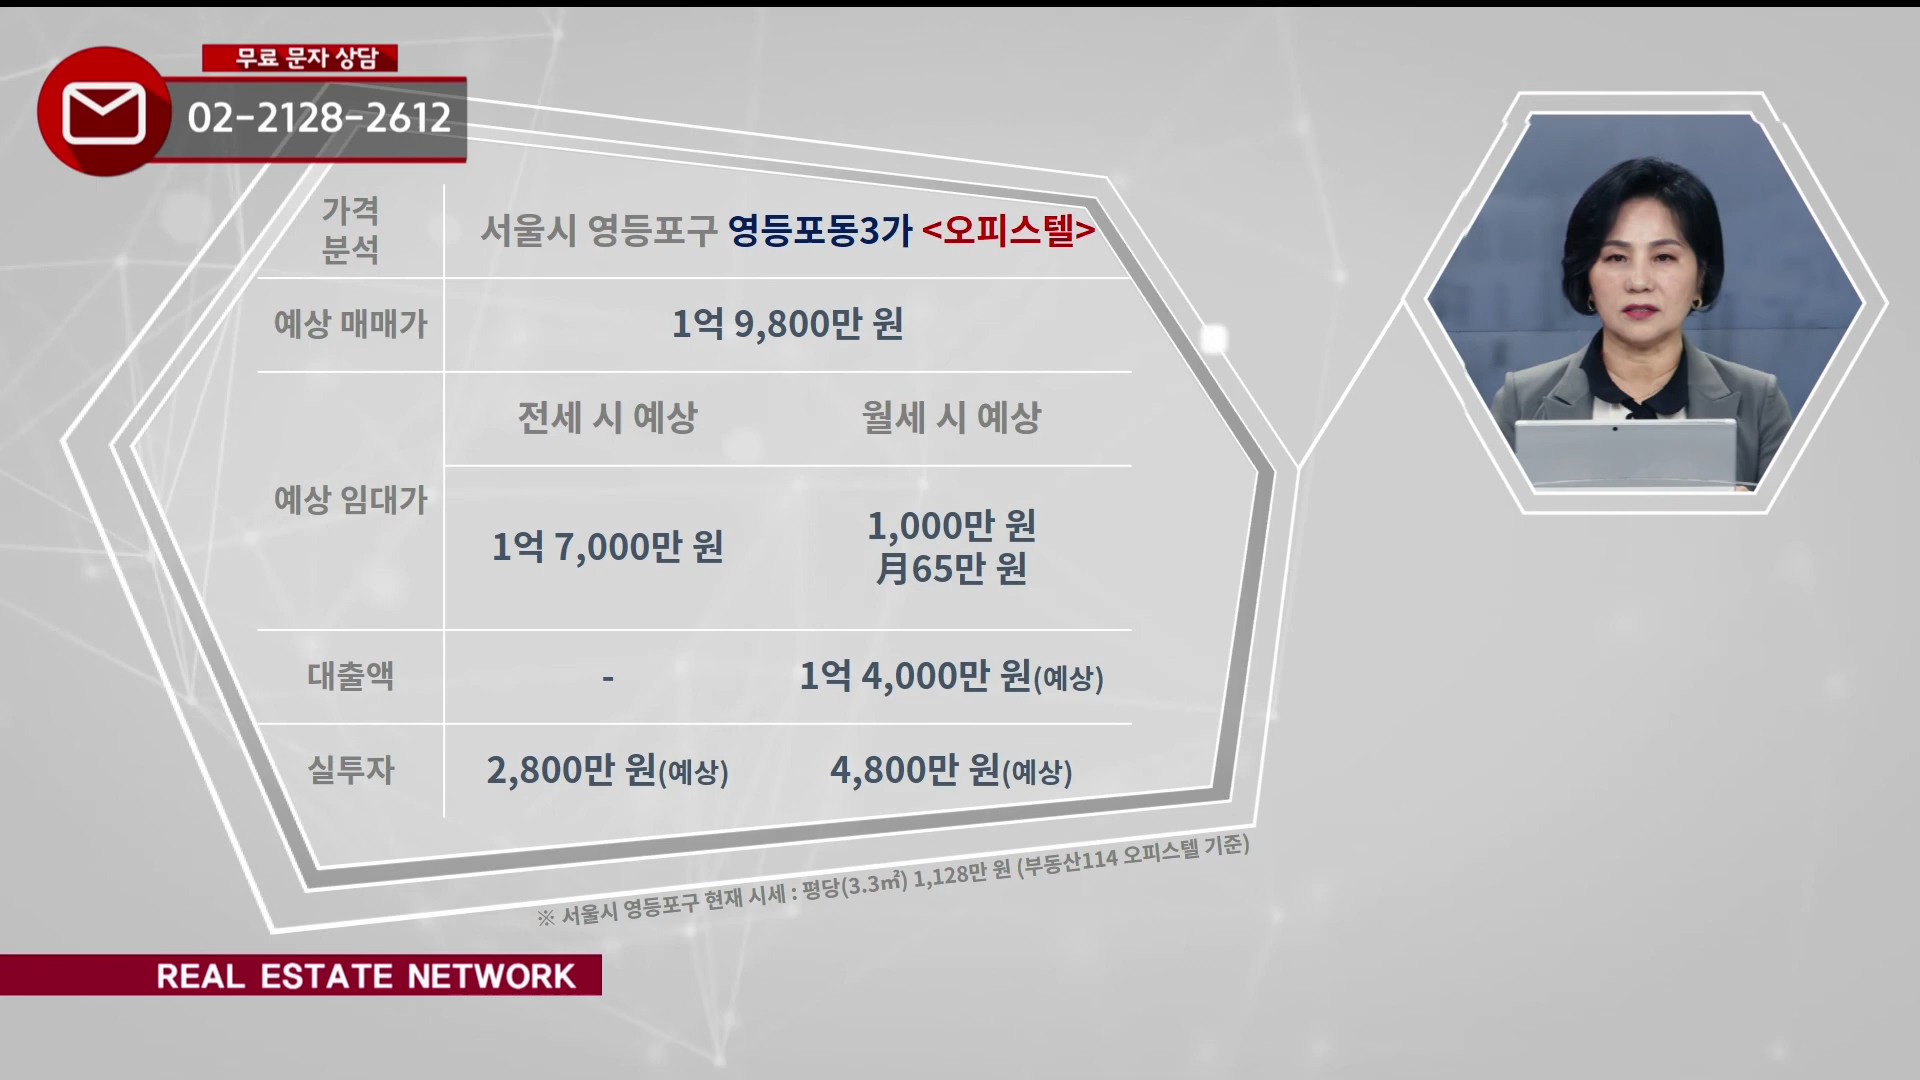 무료 문자 상담
02-2128-2612
가격
분석
서울시 영등포구 영등포동3가 <오피스텔>
예상 매매가
1억 9,800만 원
전세 시 예상
월세 시 예상
예상 임대가
1억 7,000만 원
1,000만 원
月65만 원
대출액
-
1억 4,000만 원(예상)
실투자
2,800만 원(예상)
4,800만 원(예상)
※ 서울시 영등포구 현재 시세 : 평당(3.3㎡) 1,128만 원 (부동산114 오피스텔 기준)
REAL ESTATE NETWORK